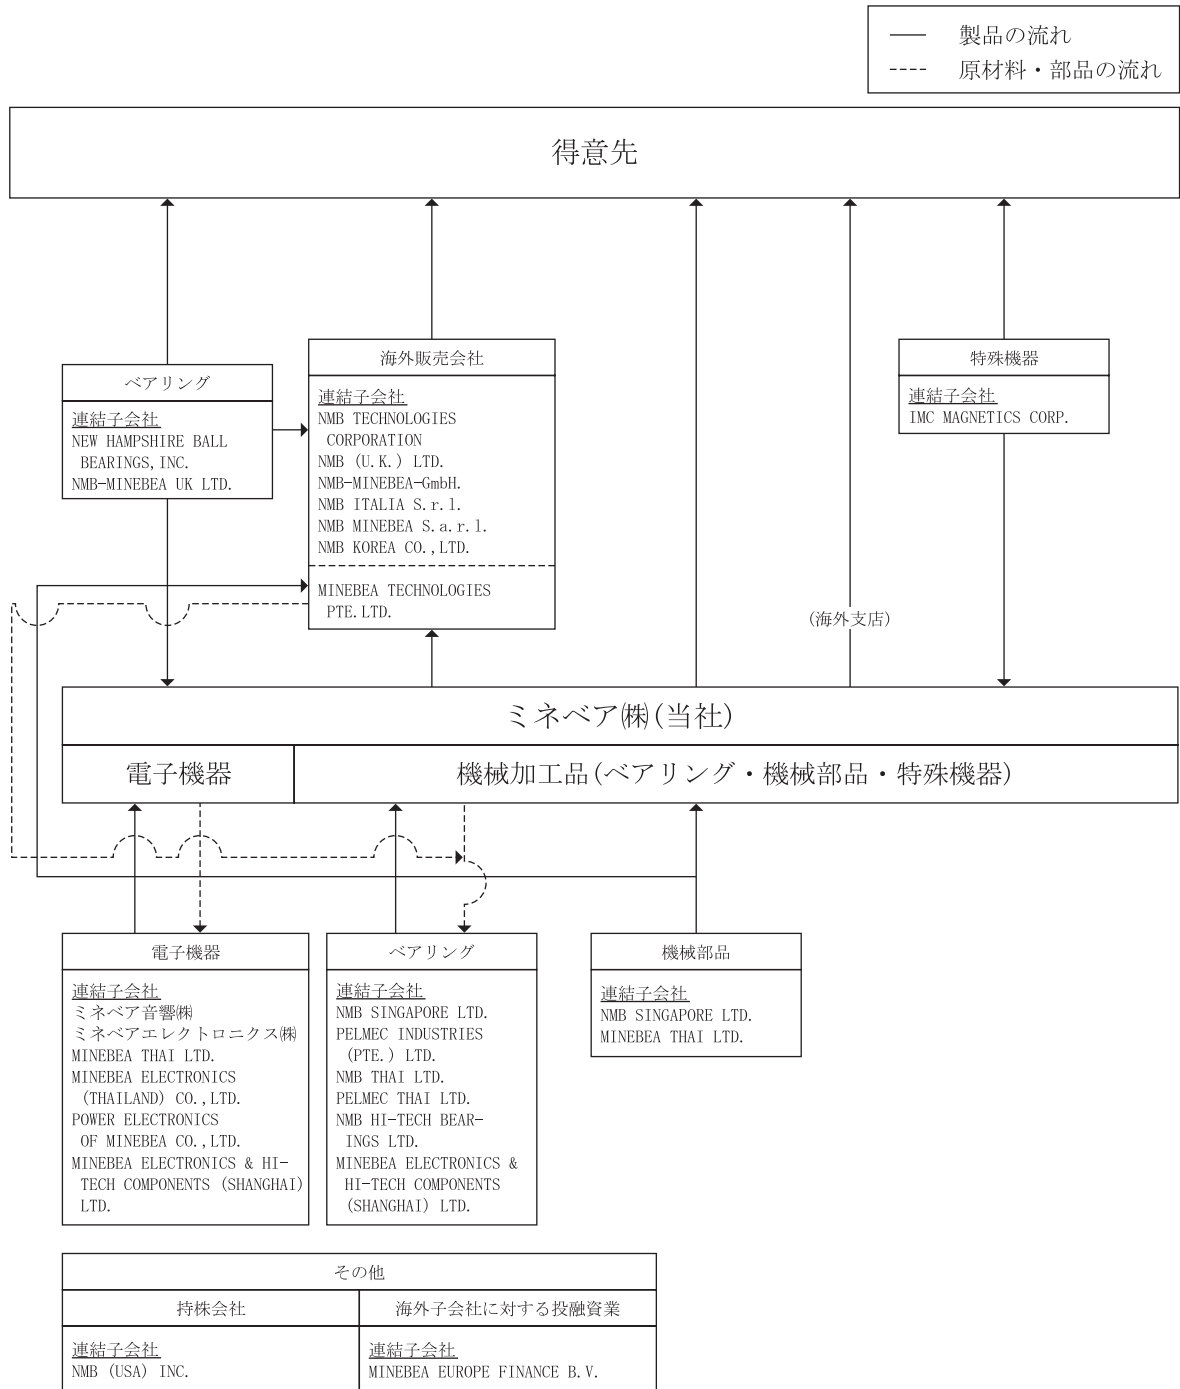 製品の流れ
原材料・部品の流れ
得意先
ベアリング
連結子会社
NEW HAMPSHIRE BALL
BEARINGS, INC.
NMB-MINEBEA UK LTD.
海外販売会社
連結子会社
NMB TECHNOLOGIES
CORPORATION
NMB (U.K.) LTD.
NMB-MINEBEA-GmbH.
NMB ITALIA S.r.l.
NMB MINEBEA S.a.r.l.
NMB KOREA CO.,LTD.
MINEBEA TECHNOLOGIES
PTE.LTD.
特殊機器
連結子会社
IMC MAGNETICS CORP.
(海外支店)
ミネベア㈱(当社)
電子機器
機械加工品(ベアリング・機械部品・特殊機器)
電子機器
連結子会社
ミネベア音響㈱
ミネベアエレクトロニクス㈱
MINEBEA THAI LTD.
MINEBEA ELECTRONICS
(THAILAND) CO.,LTD.
POWER ELECTRONICS
OF MINEBEA CO.,LTD.
MINEBEA ELECTRONICS & HI-
TECH COMPONENTS (SHANGHAI)
LTD.
ベアリング
連結子会社
NMB SINGAPORE LTD.
PELMEC INDUSTRIES
(PTE.) LTD.
NMB THAI LTD.
PELMEC THAI LTD.
NMB HI-TECH BEAR-
INGS LTD.
MINEBEA ELECTRONICS &
HI-TECH COMPONENTS
(SHANGHAI) LTD.
機械部品
連結子会社
NMB SINGAPORE LTD.
MINEBEA THAI LTD.
その他
持株会社
連結子会社
NMB (USA) INC.
海外子会社に対する投融資業
連結子会社
MINEBEA EUROPE FINANCE B.V.